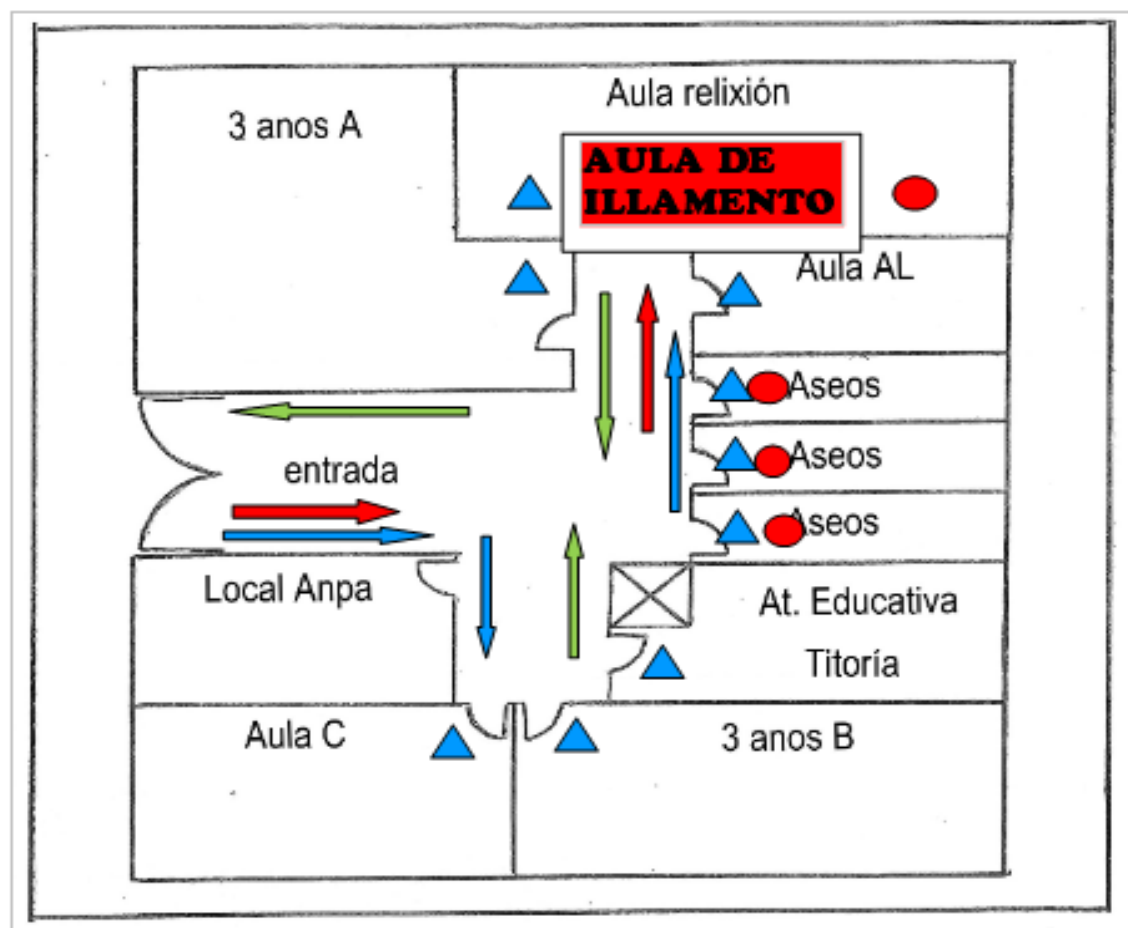 Aula relixión
3 anos A
AULA DE
ILLAMENTO
Aula AL
Aseos
entrada
Aseos
Aseos
Local Anpa
At. Educativa
Titoría
Aula C
3 anos B